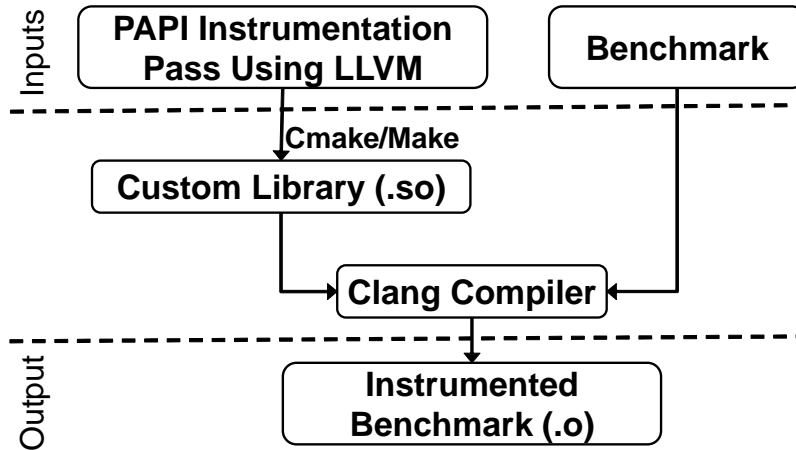 Inputs
PAPI Instrumentation
Pass Using LLVM
Benchmark
Cmake/Make
Custom Library (.so)
Clang Compiler
Output
Instrumented
Benchmark (.o)